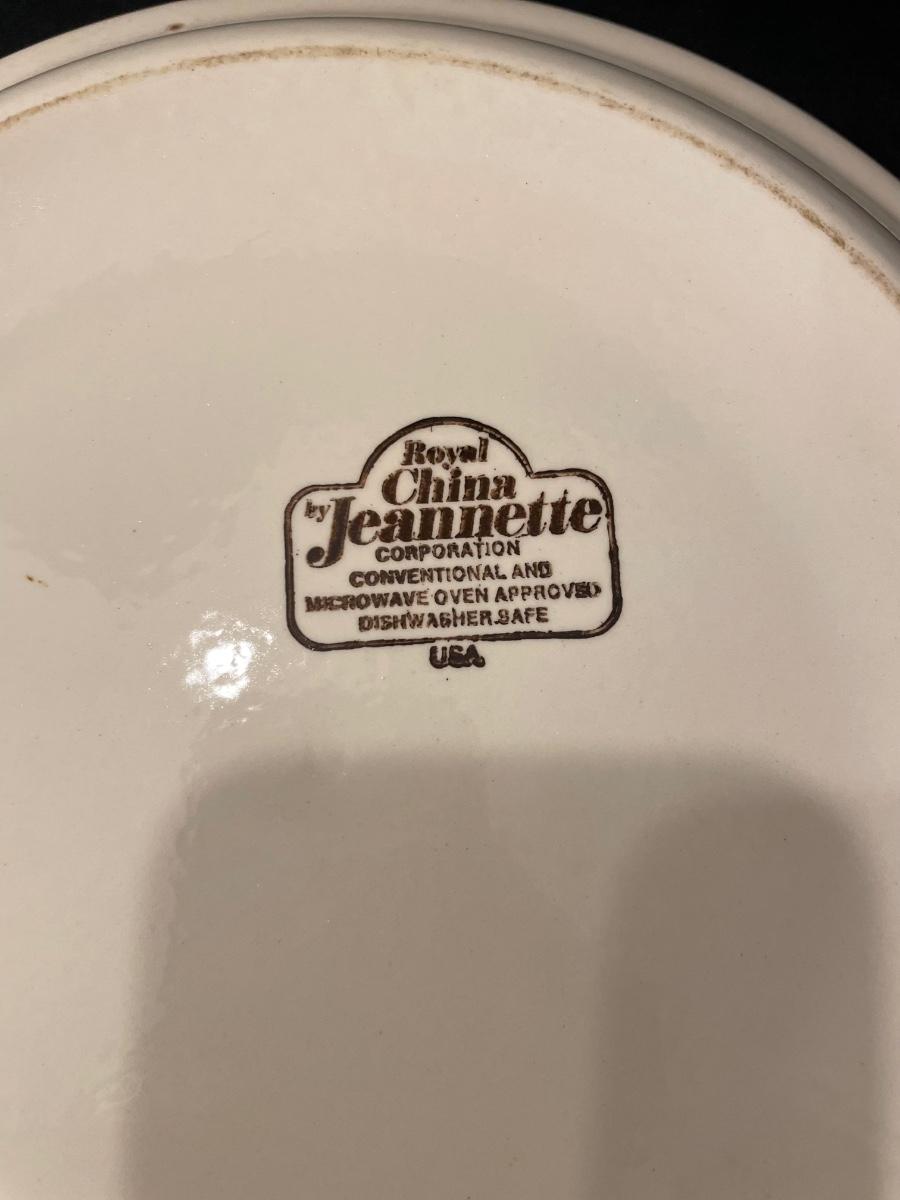 Royal
China
by Jeannette
CORPORATION
CONVENTIONAL AND
MICROWAVE OVEN APPROVED
DISHWASHER SAFE
USA